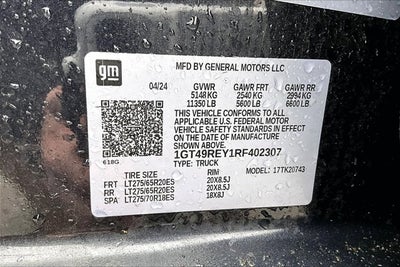 gm
MFD BY GENERAL MOTORS LLC
04/24 GVWR GAWR FRT GAWR RR
5148 KG 2540 KG 2994 KG
11350 LB 5600 LB 6600 LB
THIS VEHICLE CONFORMS TO ALL
APPLICABLE U.S. FEDERAL MOTOR
VEHICLE SAFETY STANDARDS IN EFFECT
ON THE DATE OF MANUFACTURE
SHOWN ABOVE.
618G 1GT49REY1RF402307
TYPE: TRUCK
TIRE SIZE RIM MODEL: 17TK20743
FRT LT275/65R20ES 20X8.5J
RR LT275/65R20ES 20X8.5J
SPA LT275/70R18ES 18X8J